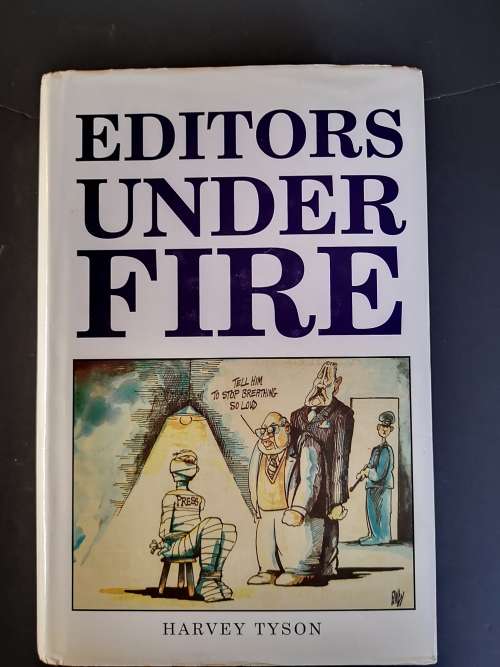 EDITORS
UNDER
FIRE
TELL HIM
TO STOP BREATHING
SO LOUD
PRESS
HARVEY TYSON